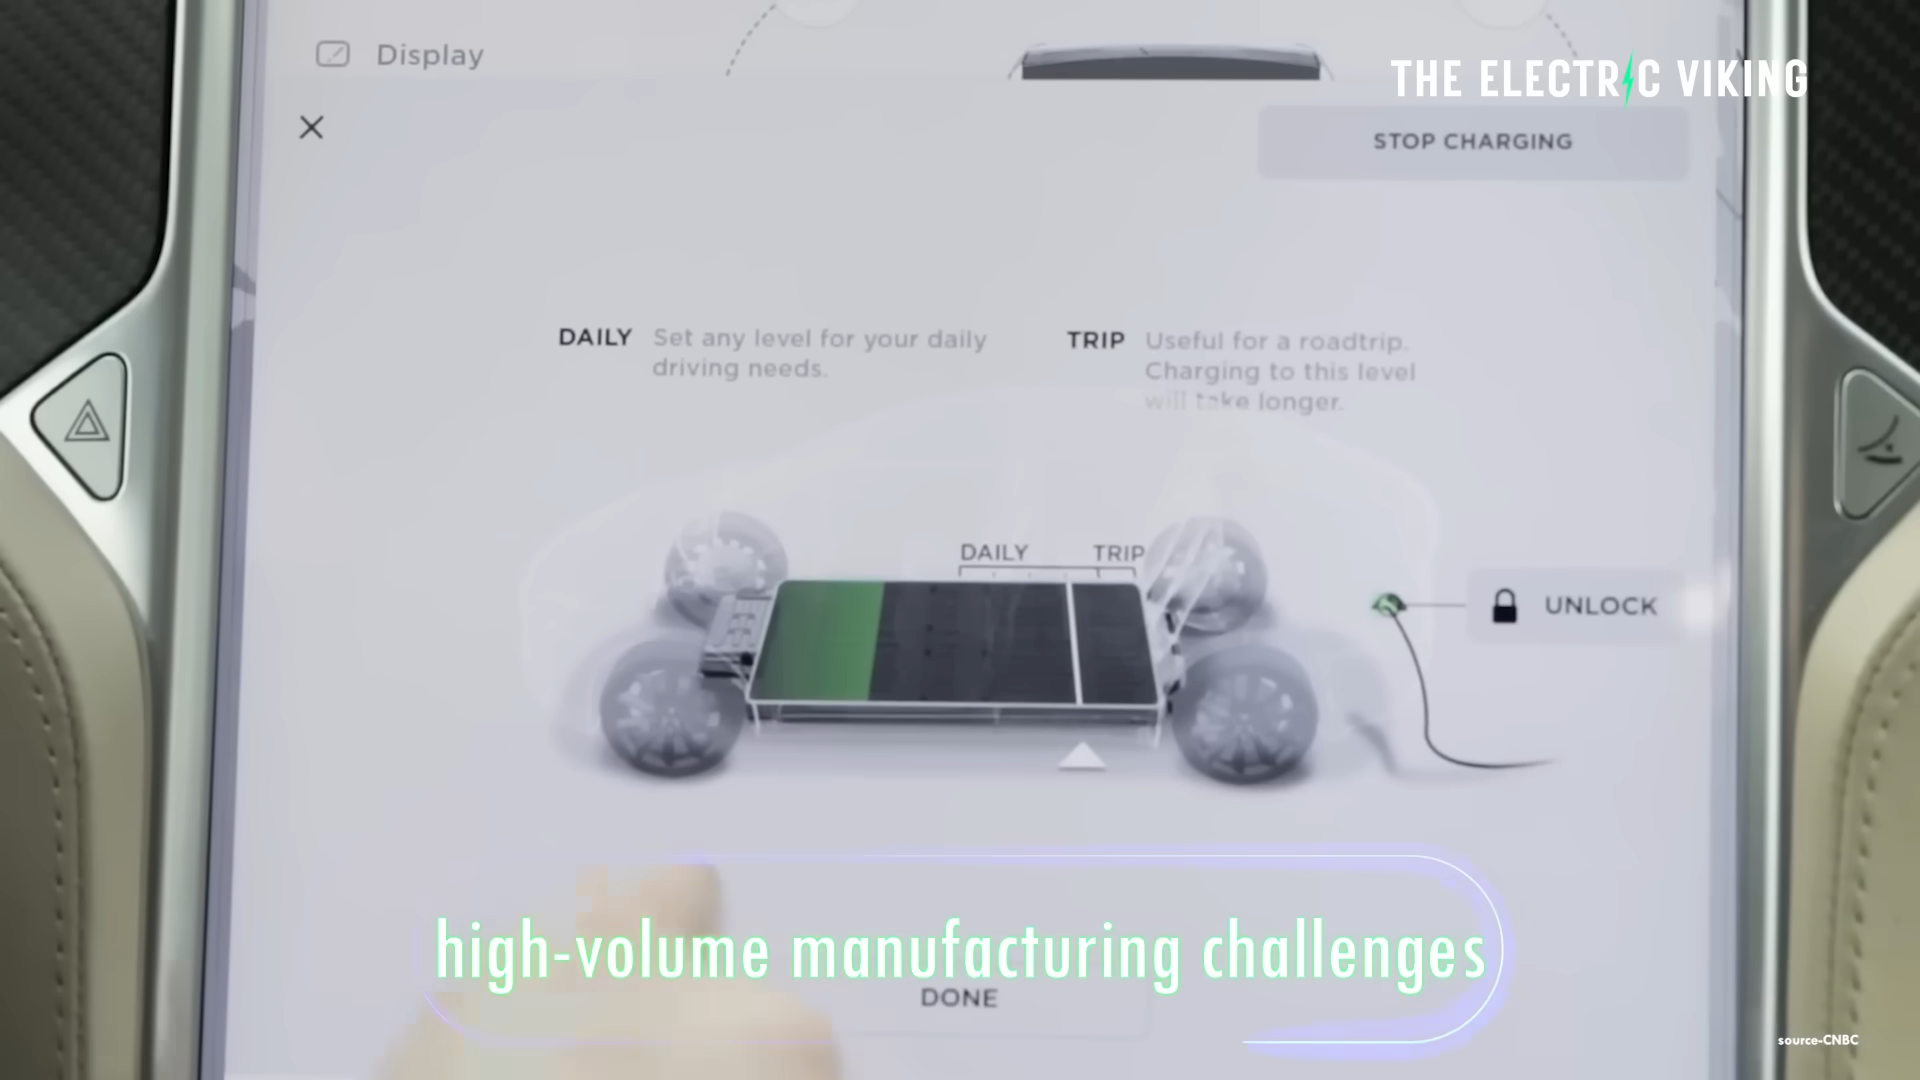 Display
THE ELECTRIC VIKING
STOP CHARGING
DAILY Set any level for your daily
driving needs.
TRIP Useful for a roadtrip.
Charging to this level
will take longer.
DAILY
TRIP
UNLOCK
high-volume manufacturing challenges
DONE
source-CNBC